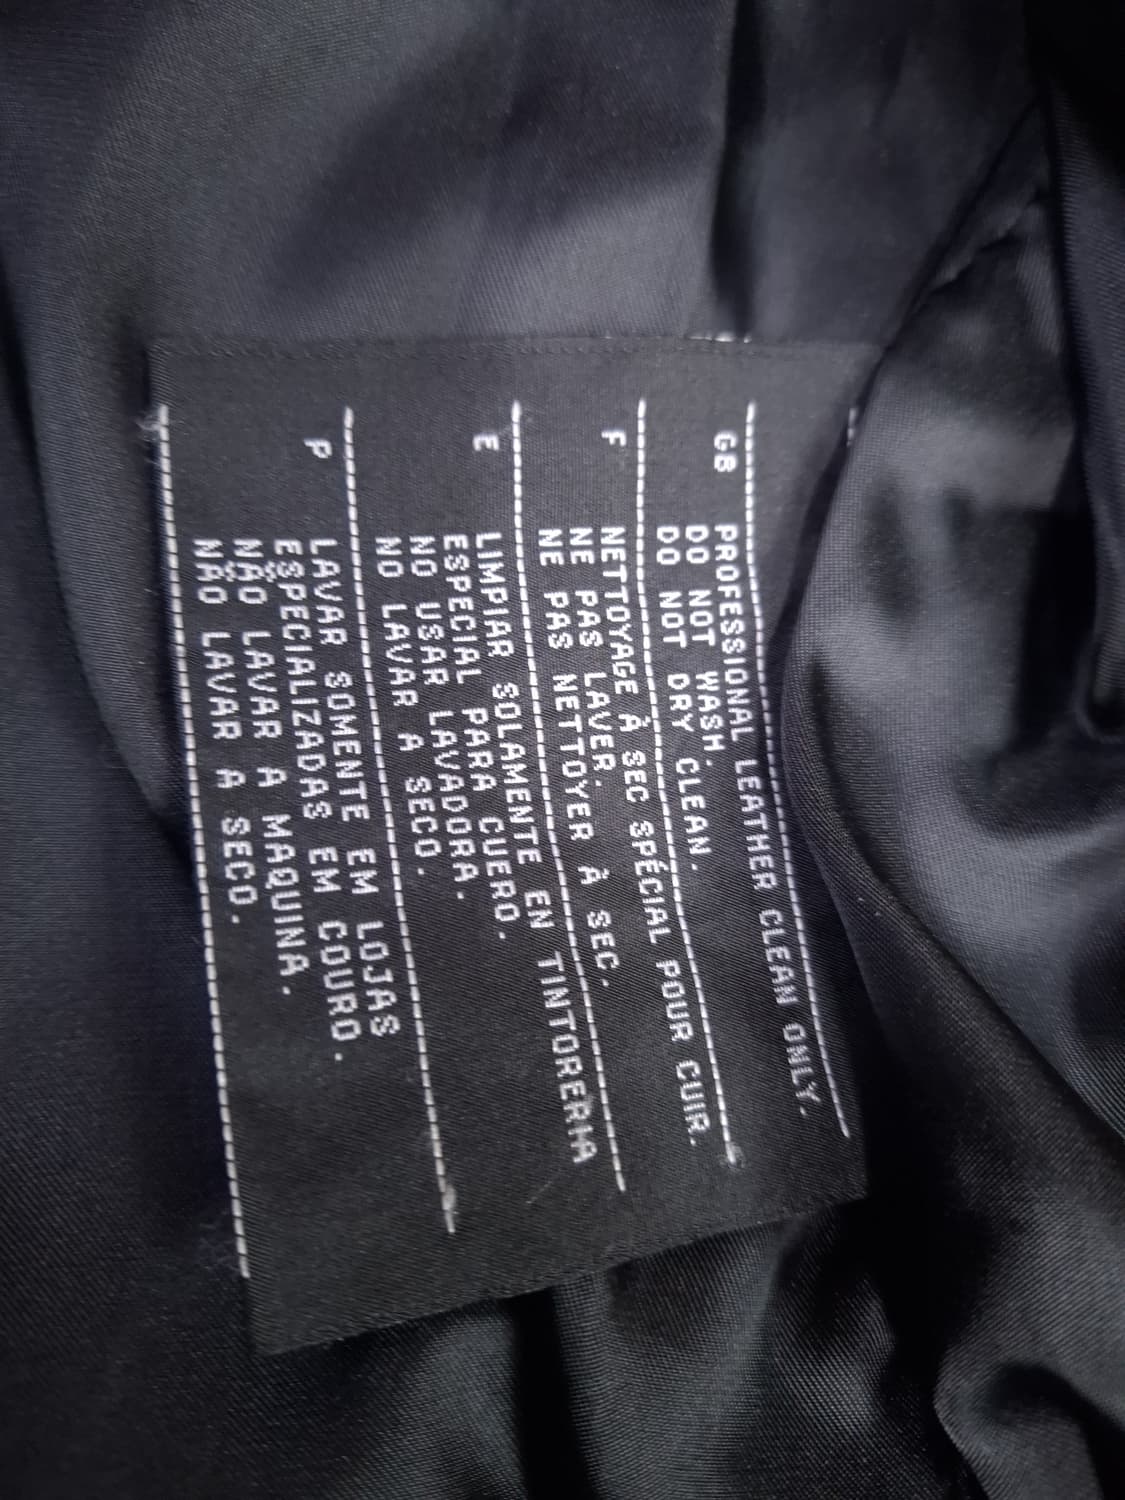 GB PROFESSIONAL LEATHER CLEAN ONLY.
DO NOT WASH.
DO NOT DRY CLEAN.
F NETTOYAGE À SEC SPÉCIAL POUR CUIR.
NE PAS LAVER.
NE PAS NETTOYER À SEC.
E LIMPIAR SOLAMENTE EN TINTORERIA
ESPECIAL PARA CUERO.
NO USAR LAVADORA.
NO LAVAR A SECO.
P LAVAR SOMENTE EM LOJAS
ESPECIALIZADAS EM COURO.
NÃO LAVAR A MAQUINA.
NÃO LAVAR A SECO.